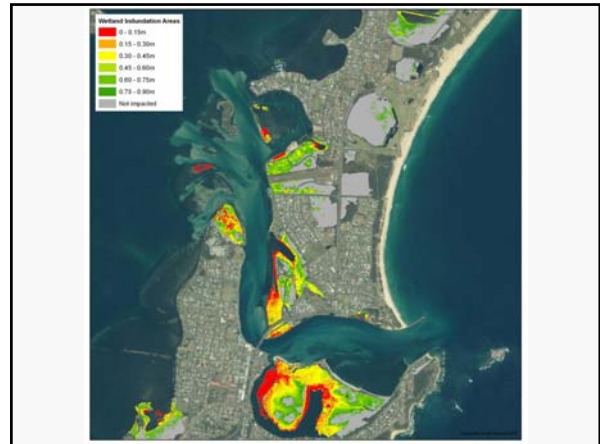 Wetland Indundation Areas
0 - 0.15m
0.15 - 0.30m
0.30 - 0.45m
0.45 - 0.60m
0.60 - 0.75m
0.75 - 0.90m
Not impacted